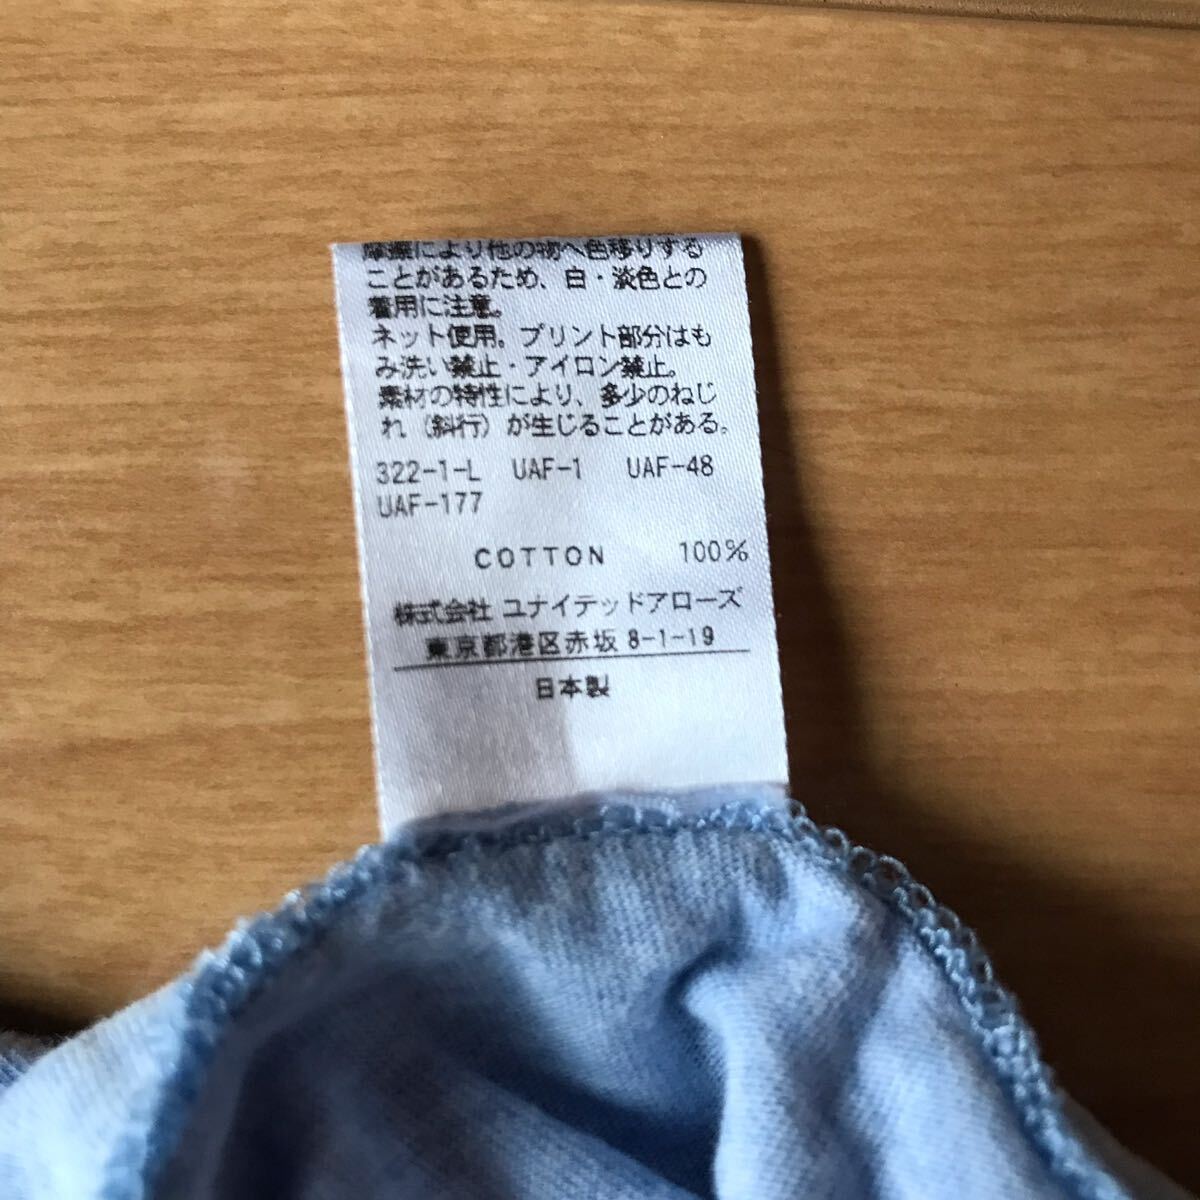 摩擦により他の物へ色移りする
ことがあるため、白・淡色との
着用に注意。
ネット使用。プリント部分はも
み洗い禁止・アイロン禁止。
素材の特性により、多少のねじ
れ（斜行）が生じることがある。
322-1-L UAF-1 UAF-48
UAF-177
COTTON 100%
株式会社 ユナイテッドアローズ
東京都港区赤坂 8-1-19
日本製